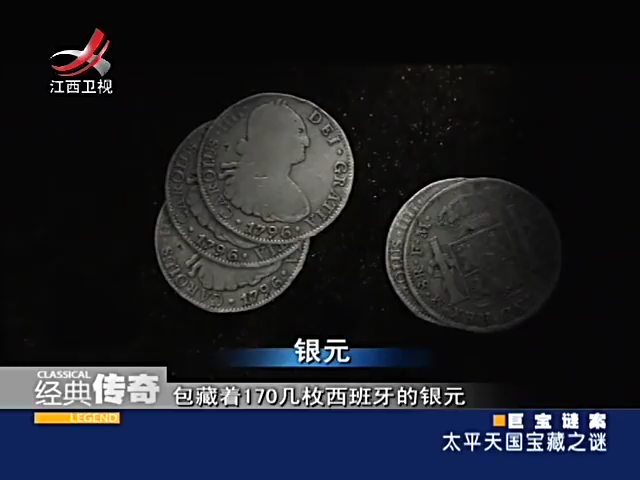 江西卫视
CAROLUS · IIII · DEI · GRATIA
· 1796 ·
· 1796 ·
· 1796 ·
银元
CLASSICAL
经典传奇
LEGEND
包藏着170几枚西班牙的银元
巨宝谜案
太平天国宝藏之谜